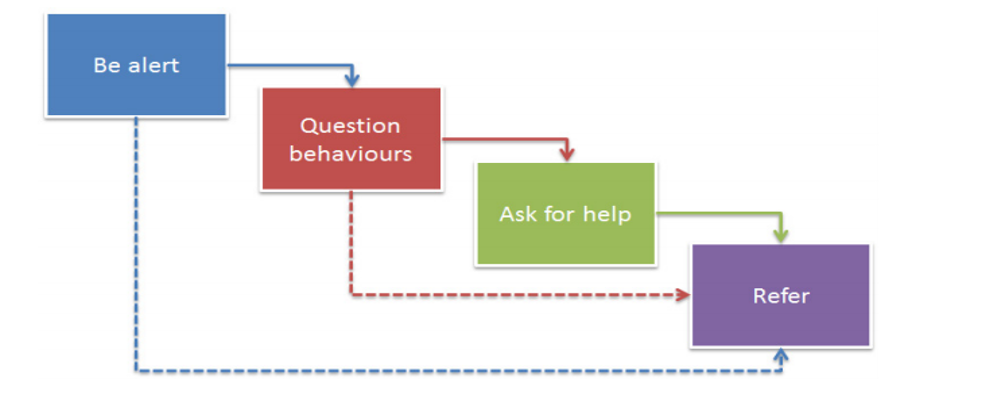 Be alert
Question
behaviours
Ask for help
Refer